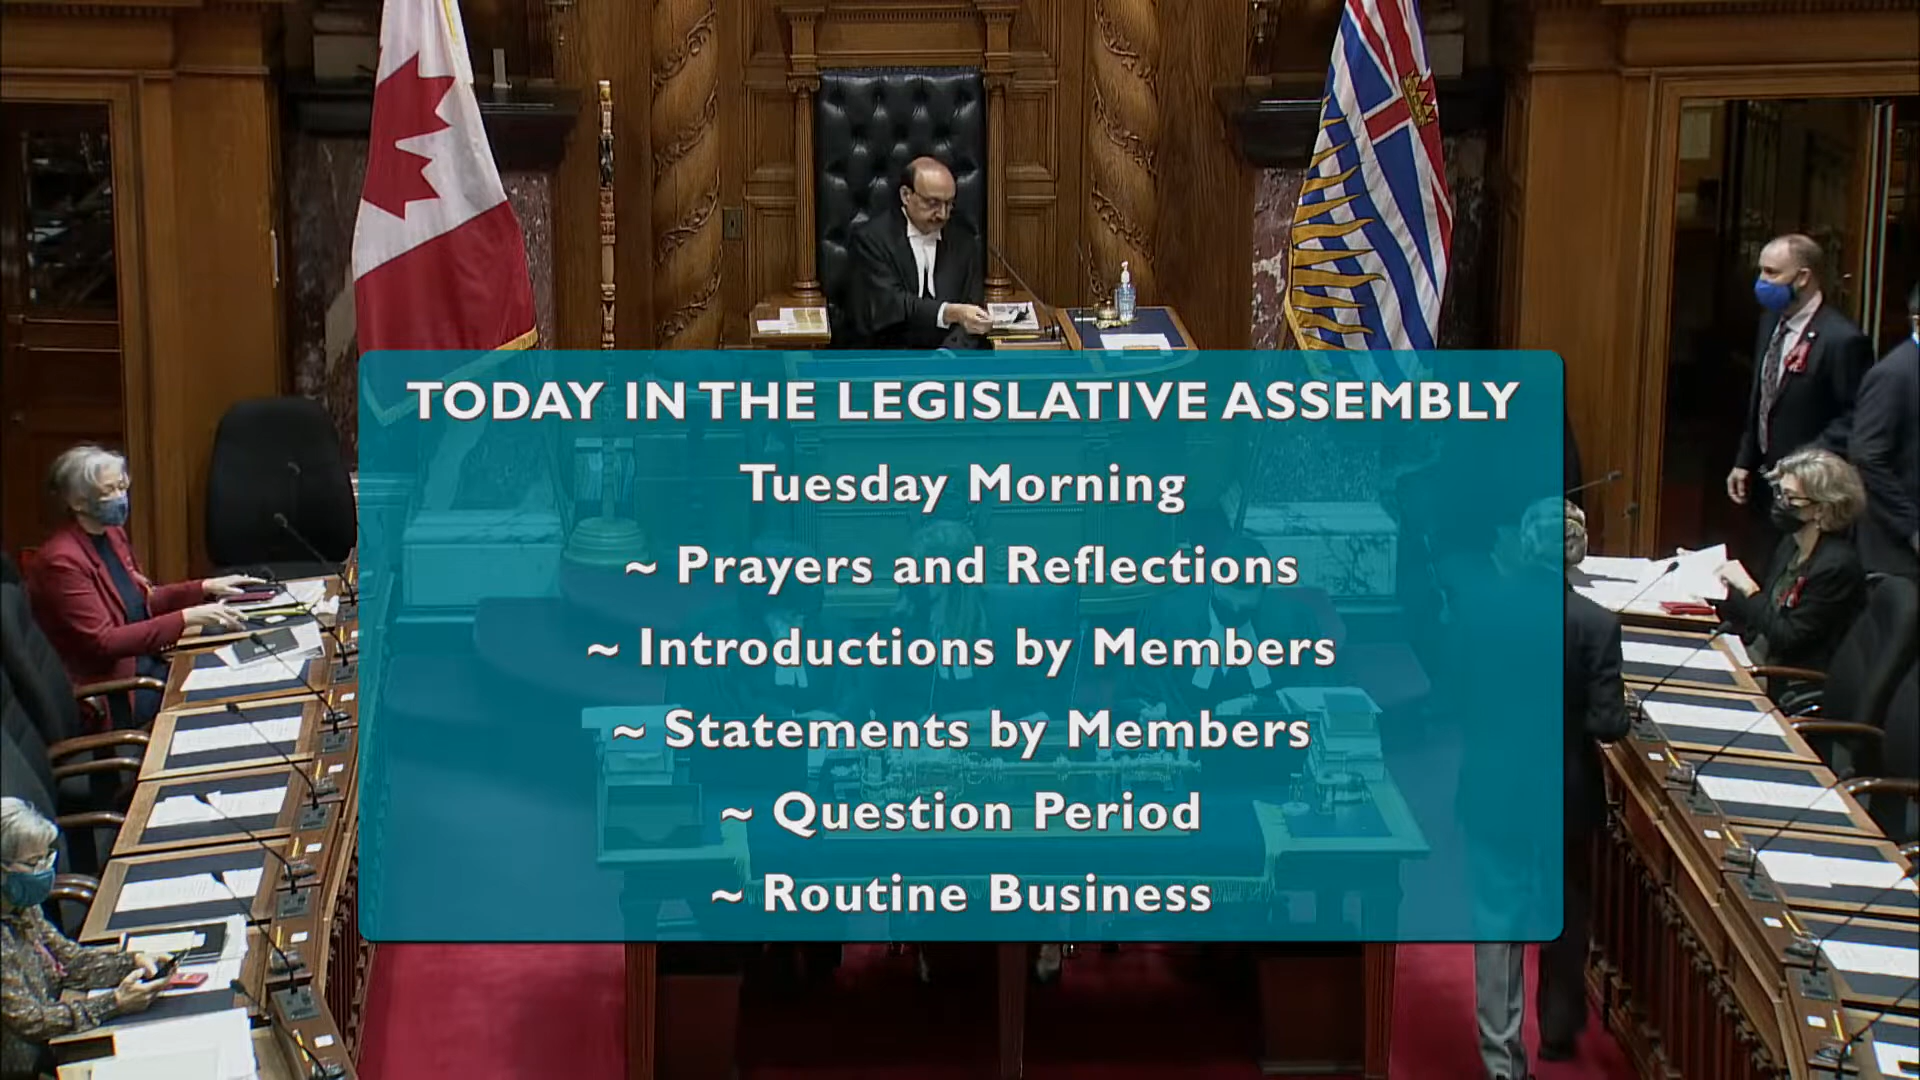 TODAY IN THE LEGISLATIVE ASSEMBLY
Tuesday Morning
~ Prayers and Reflections
~ Introductions by Members
~ Statements by Members
~ Question Period
~ Routine Business